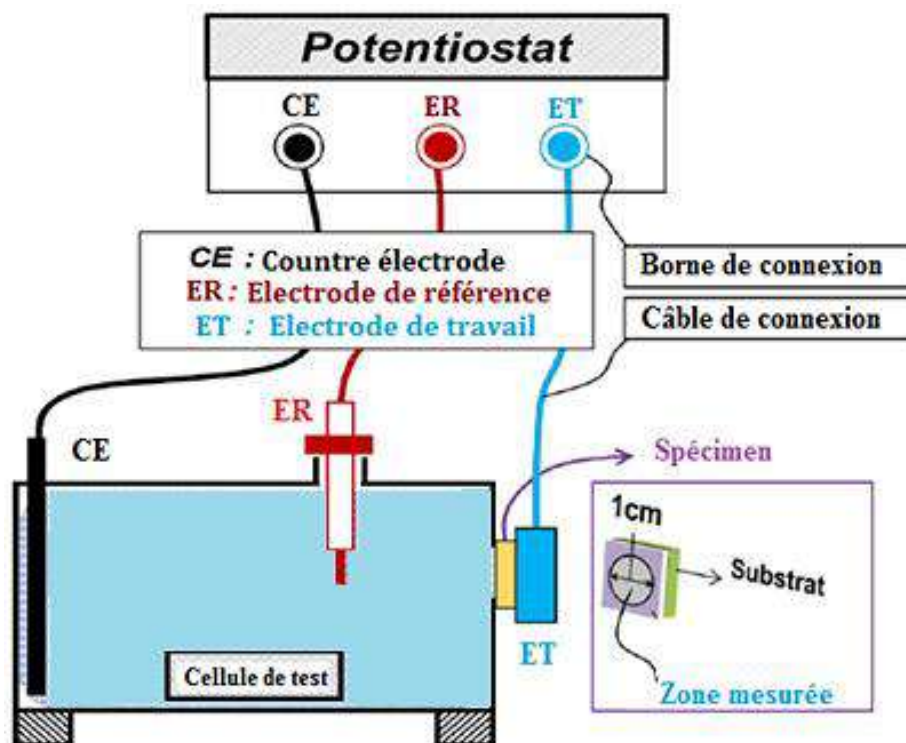 Potentiostat
CE
ER
ET
CE : Countre électrode
ER : Electrode de référence
ET : Electrode de travail
Borne de connexion
Câble de connexion
ER
CE
Spécimen
1cm
Substrat
ET
Cellule de test
Zone mesurée